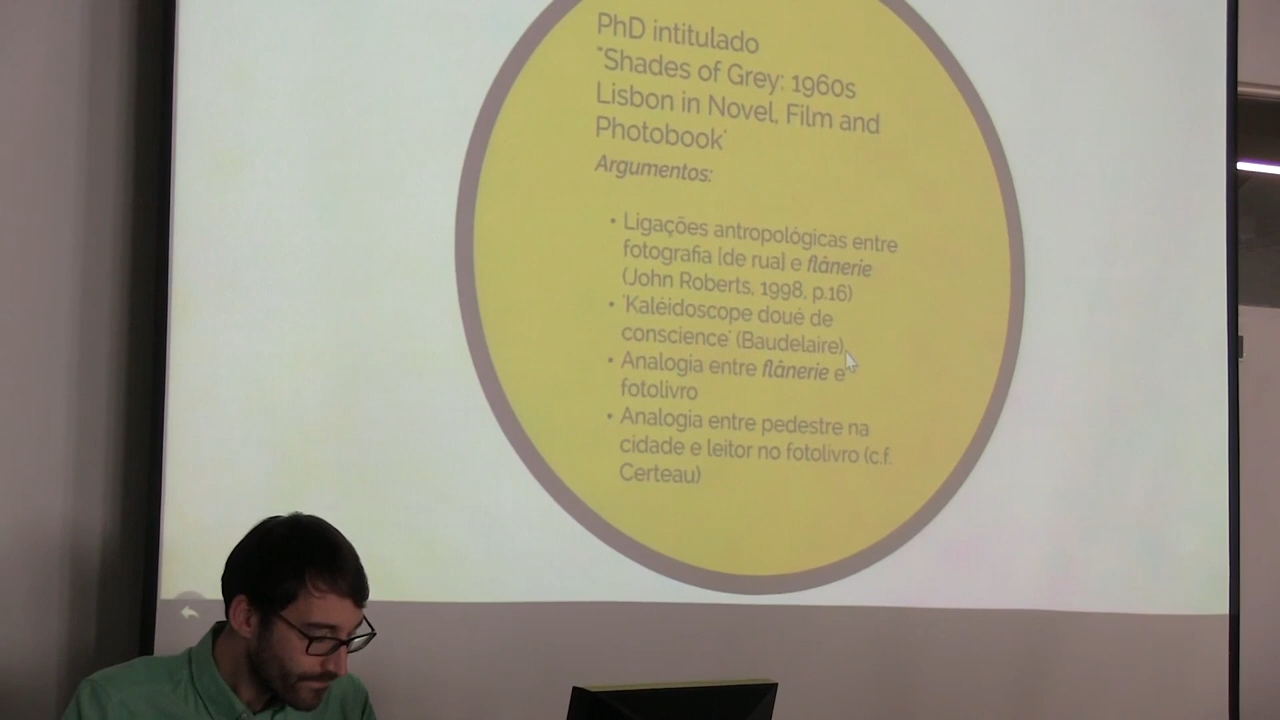 PhD intitulado
"Shades of Grey: 1960s
Lisbon in Novel, Film and
Photobook"
Argumentos:
• Ligações antropológicas entre
fotografia [de rua] e flânerie
(John Roberts, 1998, p.16)
• 'Kaléidoscope doué de
conscience' (Baudelaire)
• Analogia entre flânerie e
fotolivro
• Analogia entre pedestre na
cidade e leitor no fotolivro (c.f.
Certeau)